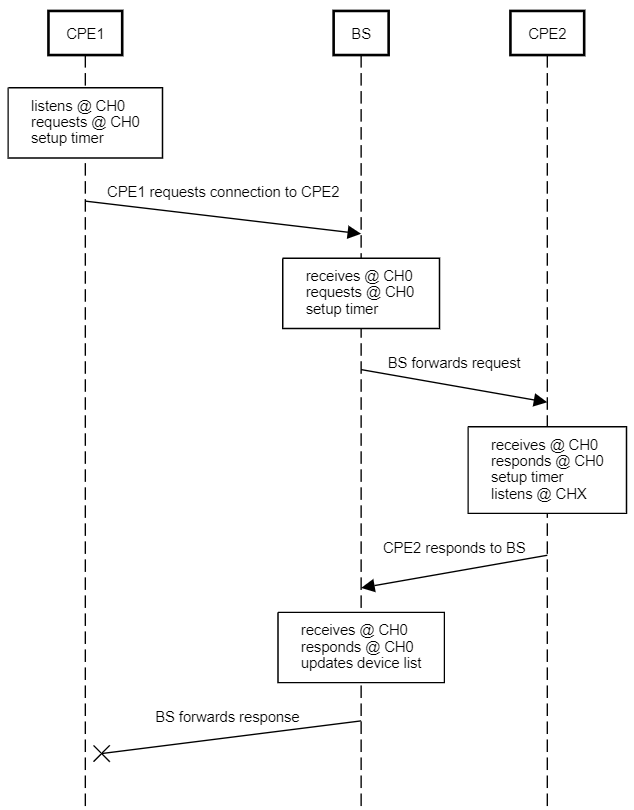 CPE1
BS
CPE2
listens @ CH0
requests @ CH0
setup timer
CPE1 requests connection to CPE2
receives @ CH0
requests @ CH0
setup timer
BS forwards request
receives @ CH0
responds @ CH0
setup timer
listens @ CHX
CPE2 responds to BS
receives @ CH0
responds @ CH0
updates device list
BS forwards response